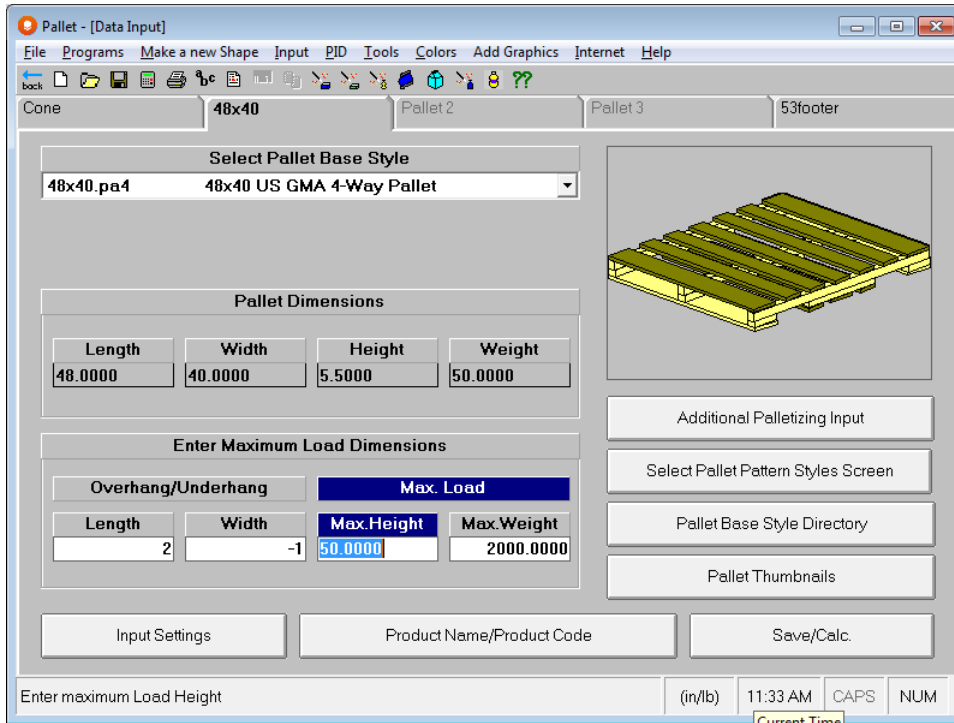 Pallet - [Data Input]
File Programs Make a new Shape Input PID Tools Colors Add Graphics Internet Help
back abc ??
Cone 48x40 Pallet 2 Pallet 3 53footer
Select Pallet Base Style
48x40.pa4 48x40 US GMA 4-Way Pallet
Pallet Dimensions
Length Width Height Weight
48.0000 40.0000 5.5000 50.0000
Additional Palletizing Input
Enter Maximum Load Dimensions
Select Pallet Pattern Styles Screen
Overhang/Underhang Max. Load
Length Width Max.Height Max.Weight
Pallet Base Style Directory
2 -1 50.0000 2000.0000
Pallet Thumbnails
Input Settings Product Name/Product Code Save/Calc.
Enter maximum Load Height (in/lb) 11:33 AM CAPS NUM
Current Time